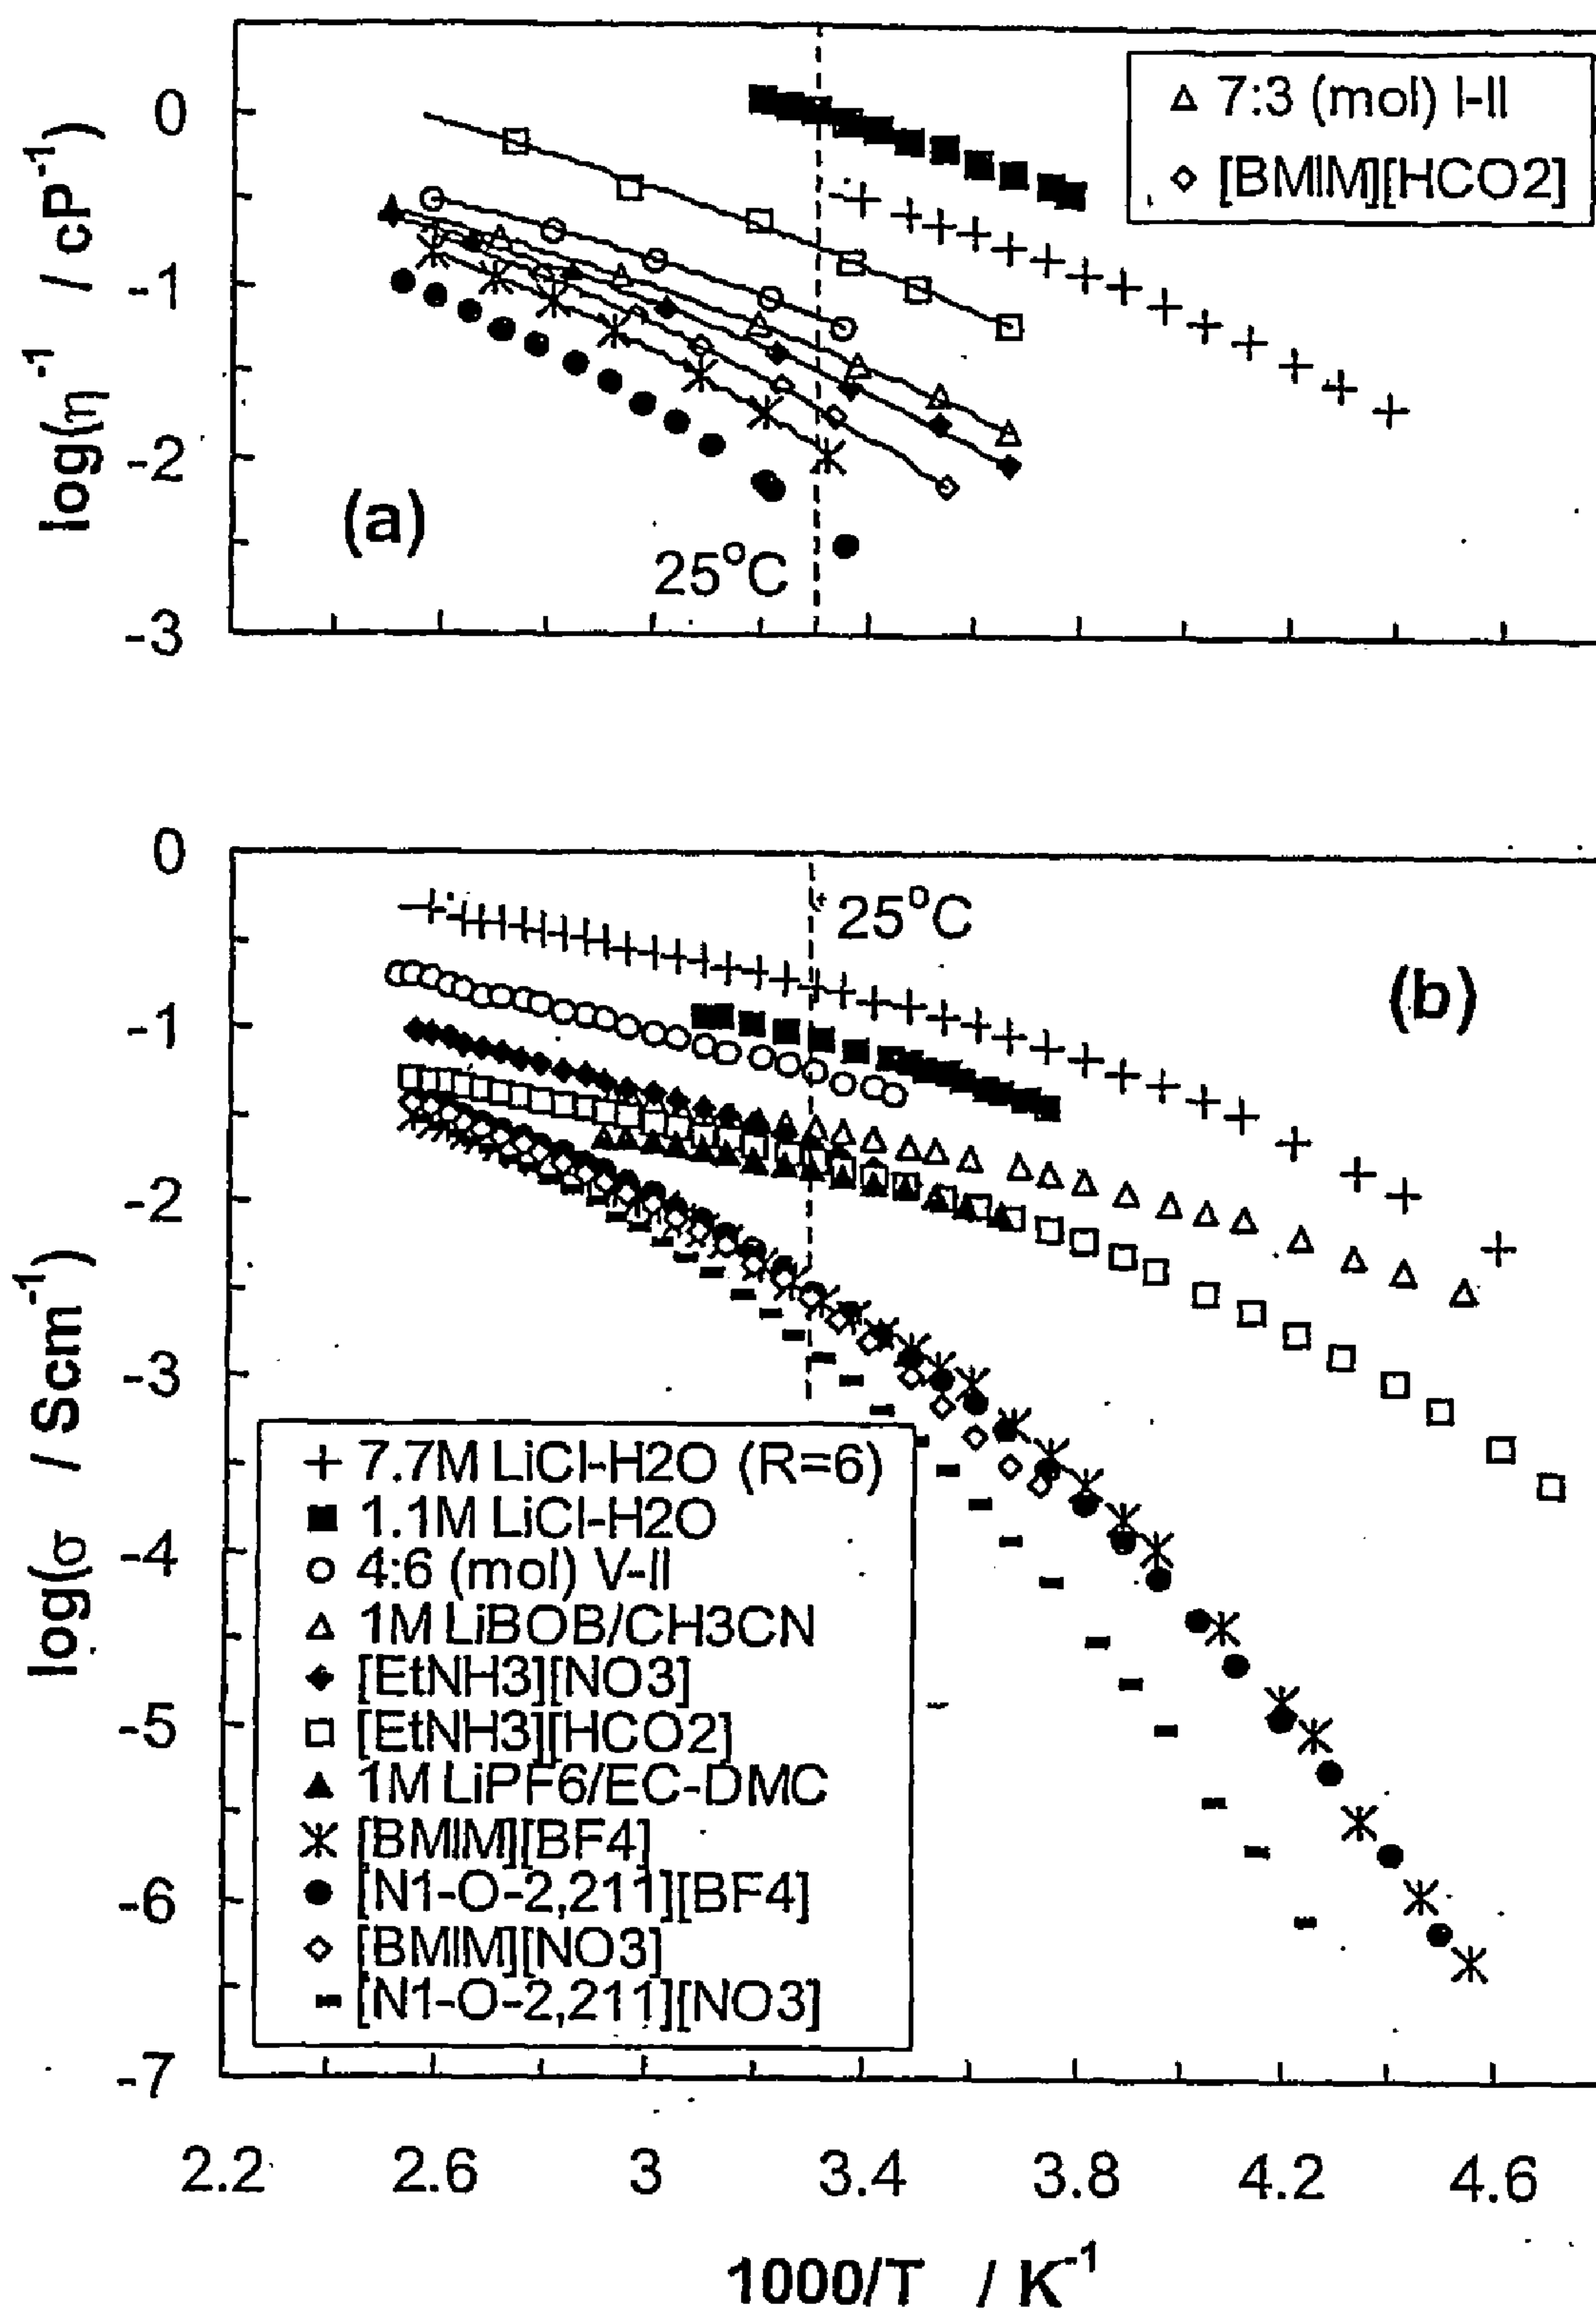 0
-1
-2
-3
log(η⁻¹ / cP⁻¹)
△ 7:3 (mol) I-II
◇ [BMIM][HCO2]
(a)
25°C
0
-1
-2
-3
-4
-5
-6
-7
log(σ / Scm⁻¹)
25°C
(b)
+ 7.7M LiCl-H2O (R=6)
■ 1.1M LiCl-H2O
○ 4:6 (mol) V-II
△ 1M LiBOB/CH3CN
◆ [EtNH3][NO3]
□ [EtNH3][HCO2]
▲ 1M LiPF6/EC-DMC
[BMIM][BF4]
● [N1-O-2,211][BF4]
◇ [BMIM][NO3]
- [N1-O-2,211][NO3]
2.2 2.6 3 3.4 3.8 4.2 4.6
1000/T / K⁻¹